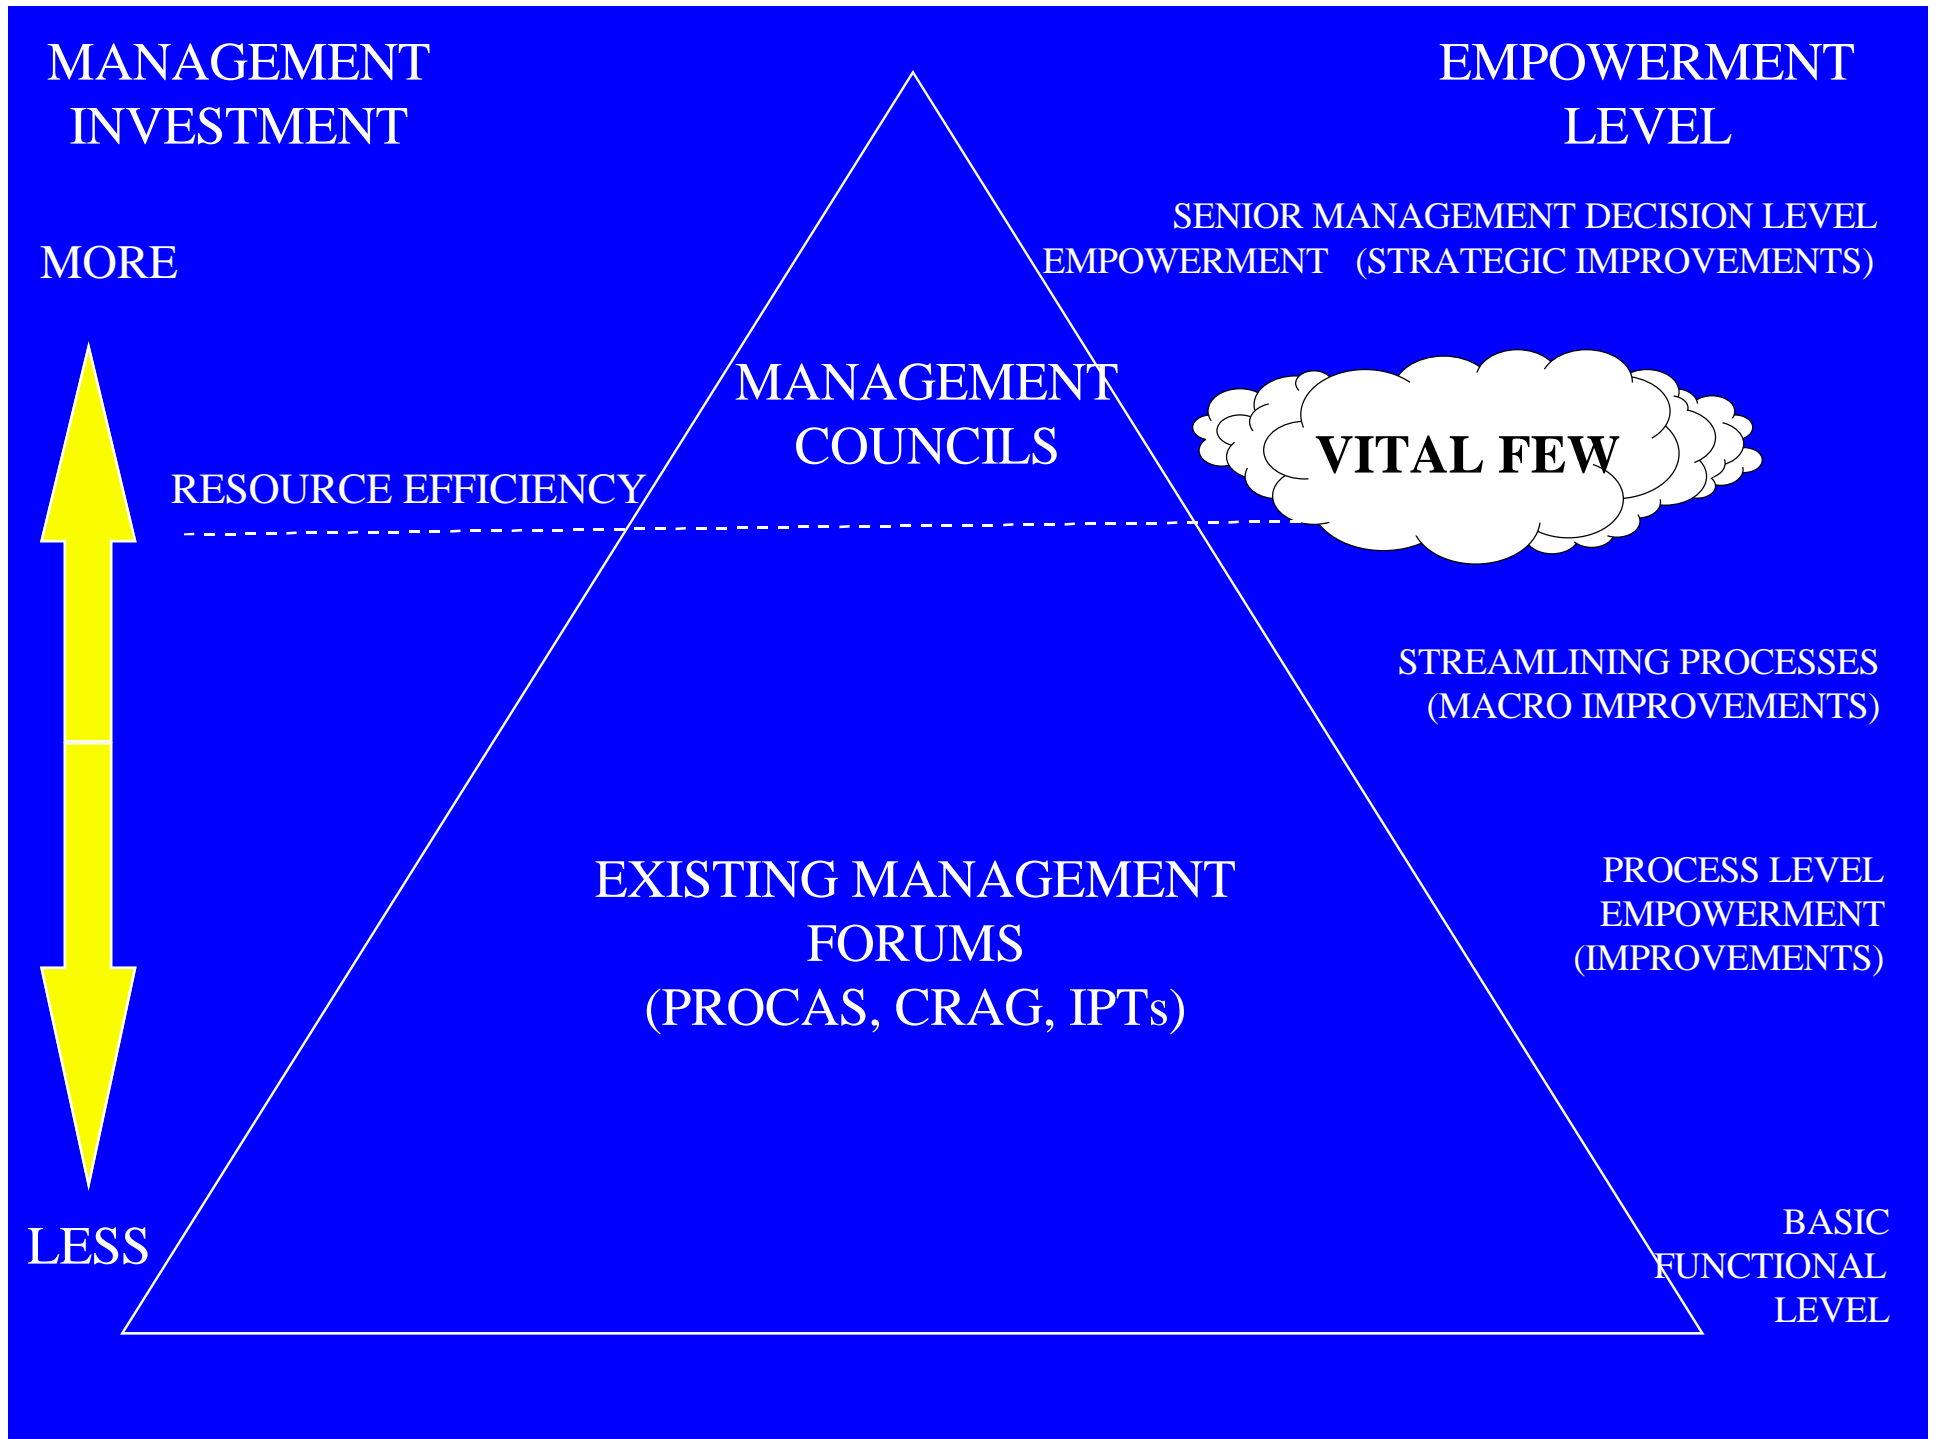 MANAGEMENT
INVESTMENT
EMPOWERMENT
LEVEL
SENIOR MANAGEMENT DECISION LEVEL
EMPOWERMENT (STRATEGIC IMPROVEMENTS)
MORE
MANAGEMENT
COUNCILS
VITAL FEW
RESOURCE EFFICIENCY
STREAMLINING PROCESSES
(MACRO IMPROVEMENTS)
EXISTING MANAGEMENT
FORUMS
(PROCAS, CRAG, IPTs)
PROCESS LEVEL
EMPOWERMENT
(IMPROVEMENTS)
LESS
BASIC
FUNCTIONAL
LEVEL